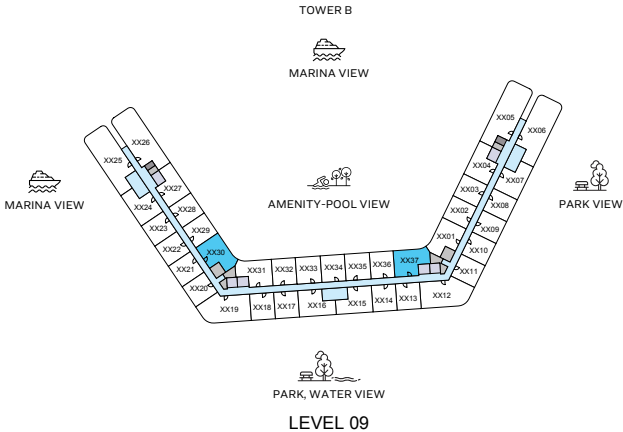 TOWER B
MARINA VIEW
XX05
XX06
XX26
XX25
XX04
XX07
XX27
XX24
XX03
XX08
MARINA VIEW
AMENITY-POOL VIEW
PARK VIEW
XX28
XX23
XX02
XX09
XX29
XX22
XX01
XX10
XX30
XX21
XX31
XX32
XX33
XX34
XX35
XX36
XX37
XX11
XX20
XX19
XX18
XX17
XX16
XX15
XX14
XX13
XX12
PARK, WATER VIEW
LEVEL 09